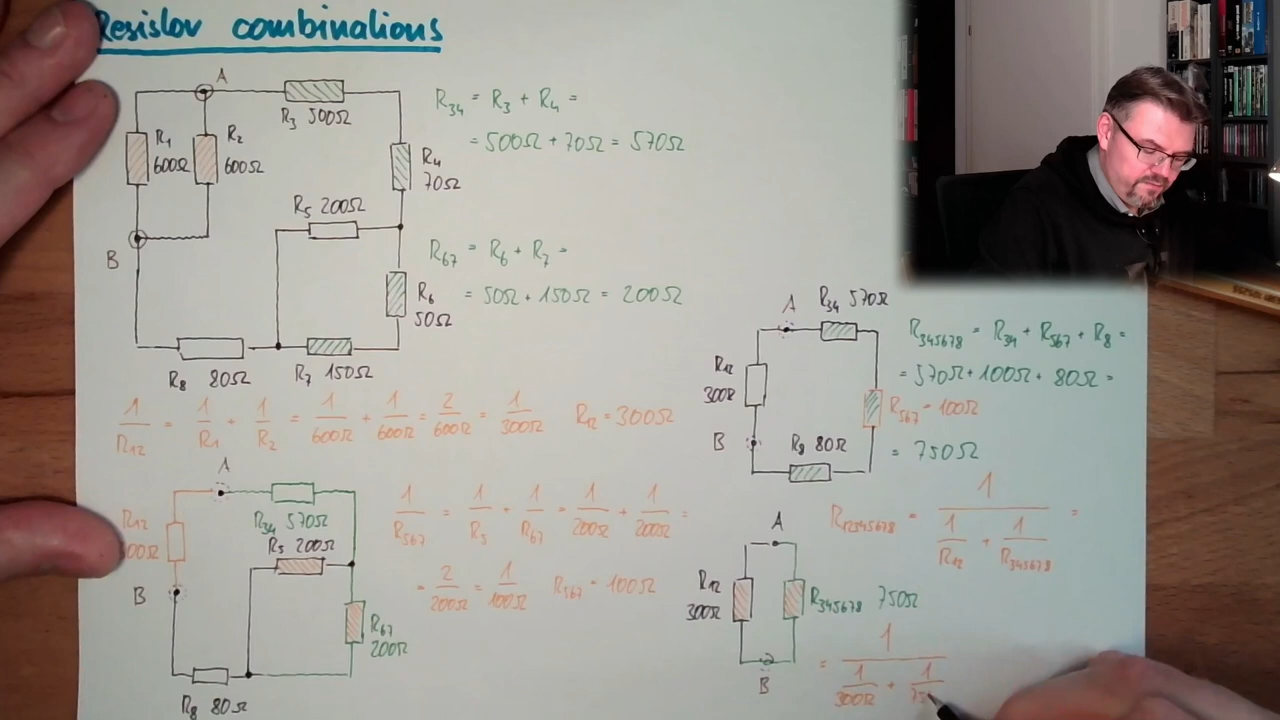 Resislov combinalions
A
R1 600Ω
R2 600Ω
R3 500Ω
R4 70Ω
R5 200Ω
R6 50Ω
R7 150Ω
R8 80Ω
B
R34 = R3 + R4 =
= 500Ω + 70Ω = 570Ω
R67 = R6 + R7 =
= 50Ω + 150Ω = 200Ω
1/R12 = 1/R1 + 1/R2 = 1/600Ω + 1/600Ω = 2/600Ω = 1/300Ω R12 = 300Ω
A
R12 00Ω
R34 570Ω
R5 200Ω
B
R67 200Ω
R8 80Ω
1/R567 = 1/R5 + 1/R67 = 1/200Ω + 1/200Ω =
= 2/200Ω = 1/100Ω R567 = 100Ω
A
R34 570Ω
R12 300Ω
R567 = 100Ω
B
R8 80Ω
R345678 = R34 + R567 + R8 =
= 570Ω + 100Ω + 80Ω =
= 750Ω
R12345678 = 1/(1/R12 + 1/R345678) =
A
R12 300Ω
R345678 750Ω
B
= 1/(1/300Ω + 1/75